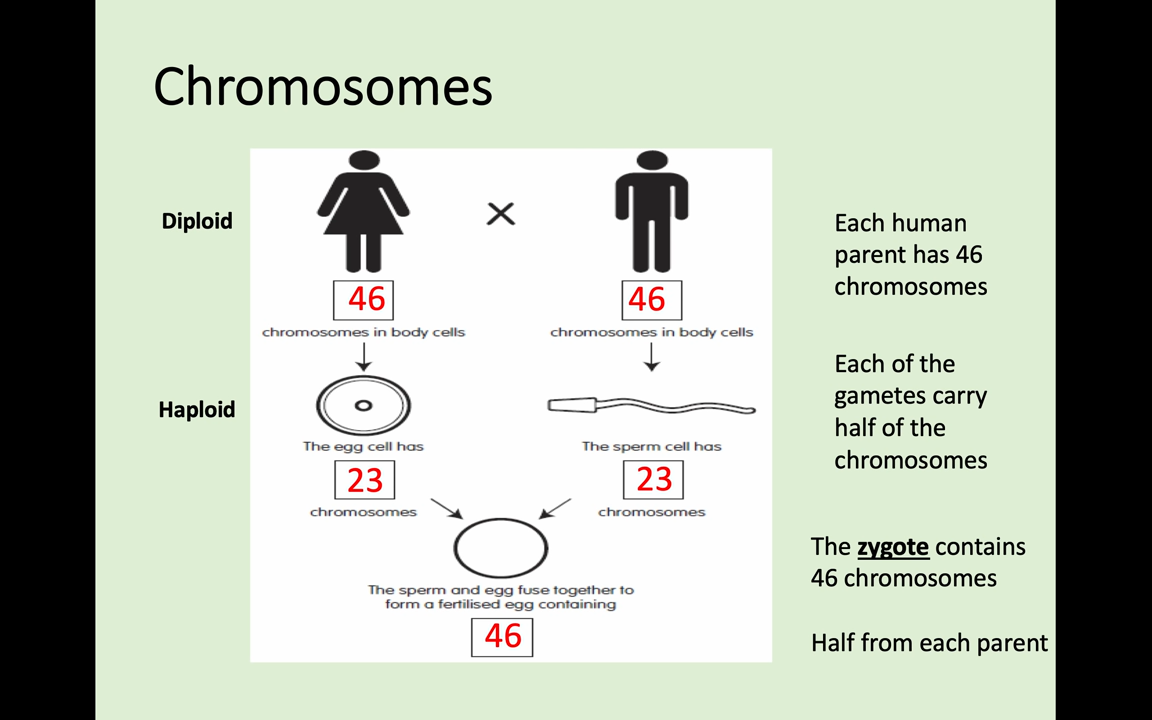 Chromosomes
Diploid
46
chromosomes in body cells
×
46
chromosomes in body cells
Each human
parent has 46
chromosomes
Haploid
The egg cell has
23
chromosomes
The sperm cell has
23
chromosomes
Each of the
gametes carry
half of the
chromosomes
The sperm and egg fuse together to
form a fertilised egg containing
46
The zygote contains
46 chromosomes
Half from each parent